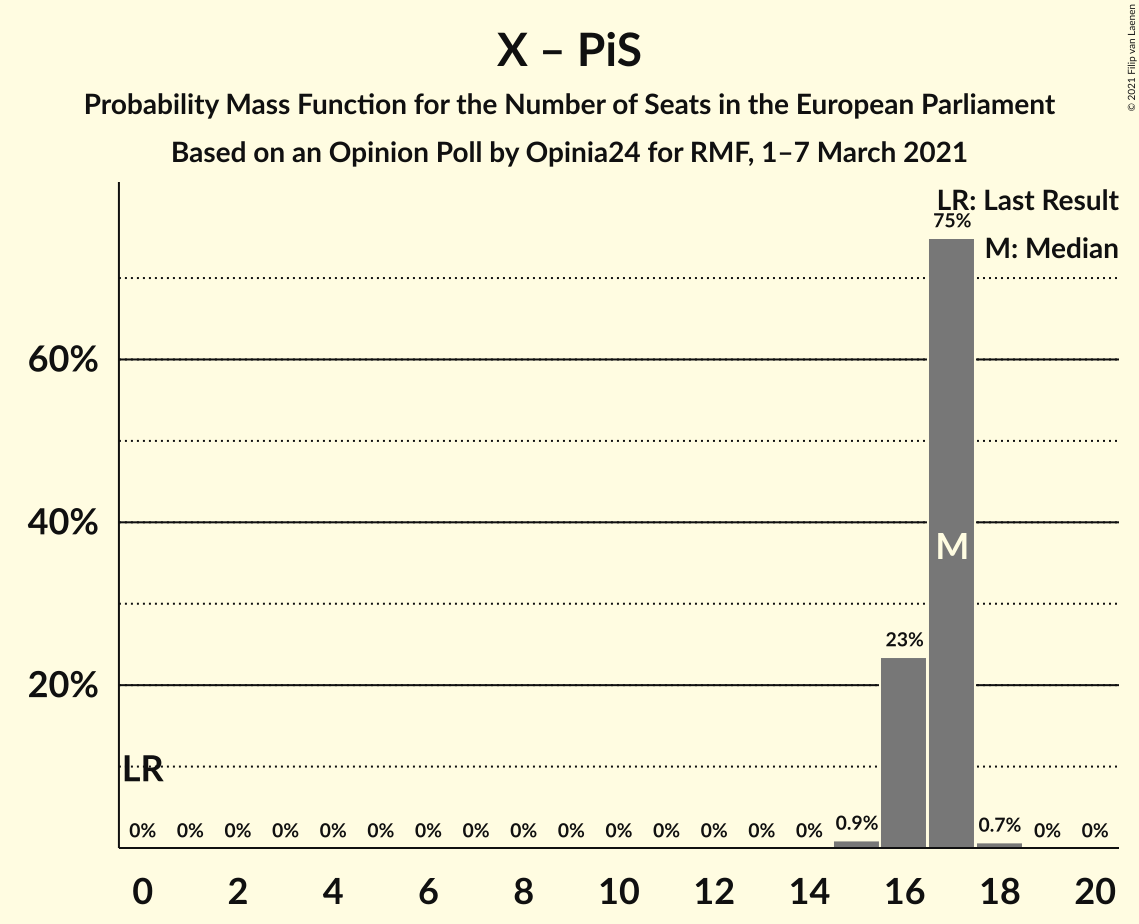 X – PiS
Probability Mass Function for the Number of Seats in the European Parliament
Based on an Opinion Poll by Opinia24 for RMF, 1–7 March 2021
© 2021 Filip van Laenen
LR: Last Result
75%
M: Median
60%
40%
M
23%
20%
LR
0% 0% 0% 0% 0% 0% 0% 0% 0% 0% 0% 0% 0% 0% 0% 0.9% 0.7% 0% 0%
0 2 4 6 8 10 12 14 16 18 20